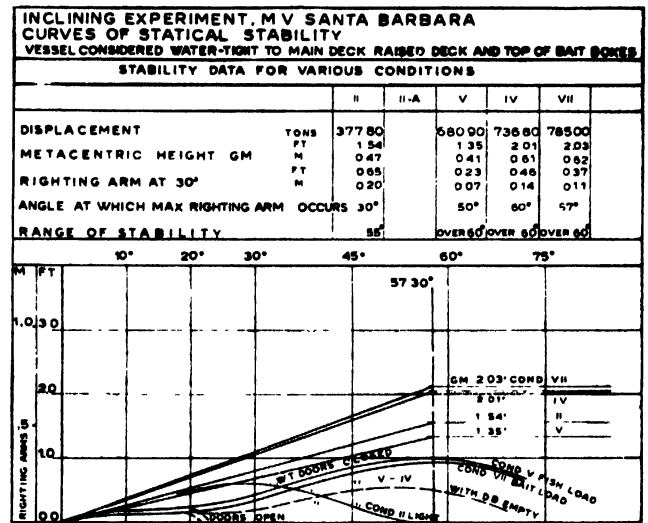 INCLINING EXPERIMENT, M V SANTA BARBARA
CURVES OF STATICAL STABILITY
VESSEL CONSIDERED WATER-TIGHT TO MAIN DECK RAISED DECK AND TOP OF BAIT BOXES
STABILITY DATA FOR VARIOUS CONDITIONS
II II-A V IV VII
DISPLACEMENT TONS 377 80 680 90 736 80 785 00
FT 1 54 1 35 2 01 2.03
METACENTRIC HEIGHT GM M 0 47 0 41 0 61 0 62
FT 0 65 0 23 0 46 0 37
RIGHTING ARM AT 30° M 0 20 0 07 0 14 0 11
ANGLE AT WHICH MAX RIGHTING ARM OCCURS 30° 50° 60° 57°
RANGE OF STABILITY 55° OVER 60° OVER 60° OVER 60°
M FT 10° 20° 30° 45° 60° 75°
57 30°
1.0 3 0
GM 2 03' COND VII
2.0
2 01' IV
1 54' II
1 35' V
1.0
W T DOORS CLOSED
COND V FISH LOAD
COND VII BAIT LOAD
" V - IV
WITH D B EMPTY
RIGHTING ARMS
" " COND II LIGHT
0.0
DOORS OPEN